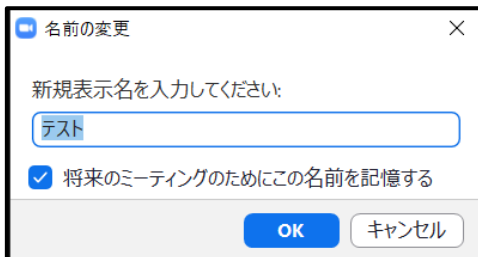 名前の変更
新規表示名を入力してください:
テスト
将来のミーティングのためにこの名前を記憶する
OK キャンセル